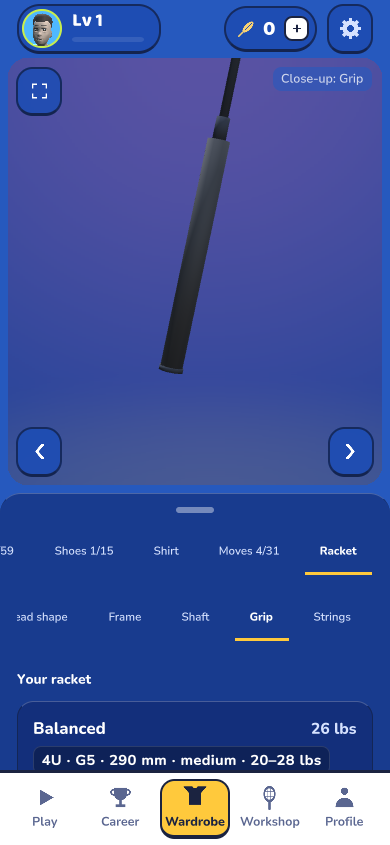 Lv 1
0
+
Close-up: Grip
/59
Shoes 1/15
Shirt
Moves 4/31
Racket
ead shape
Frame
Shaft
Grip
Strings
Your racket
Balanced
26 lbs
4U · G5 · 290 mm · medium · 20–28 lbs
Play
Career
Wardrobe
Workshop
Profile